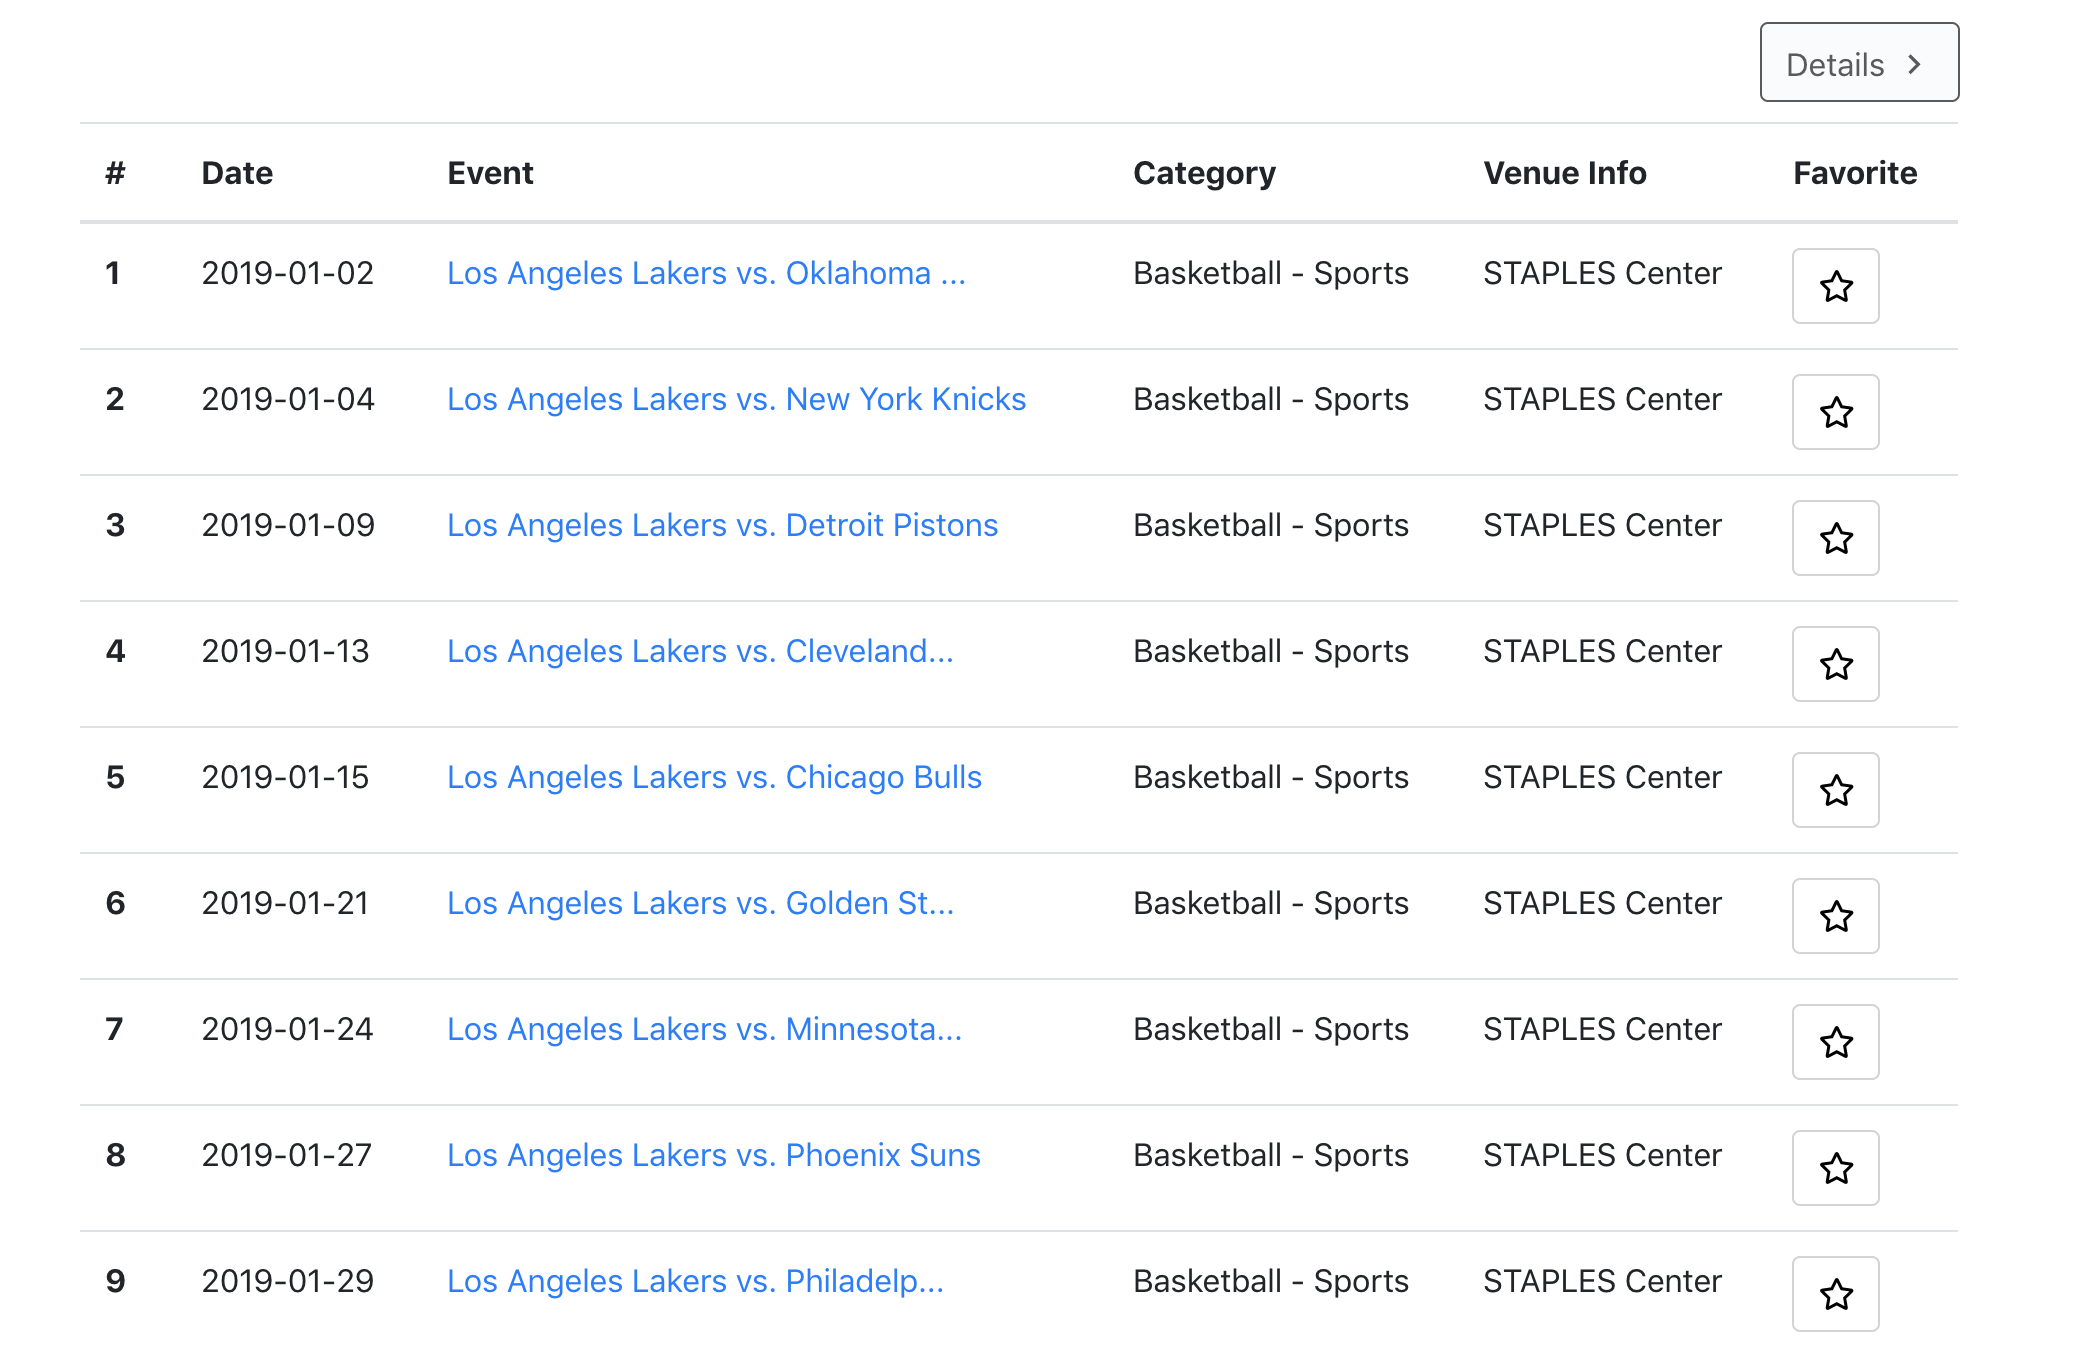 Details
# Date Event Category Venue Info Favorite
1 2019-01-02 Los Angeles Lakers vs. Oklahoma ... Basketball - Sports STAPLES Center
2 2019-01-04 Los Angeles Lakers vs. New York Knicks Basketball - Sports STAPLES Center
3 2019-01-09 Los Angeles Lakers vs. Detroit Pistons Basketball - Sports STAPLES Center
4 2019-01-13 Los Angeles Lakers vs. Cleveland... Basketball - Sports STAPLES Center
5 2019-01-15 Los Angeles Lakers vs. Chicago Bulls Basketball - Sports STAPLES Center
6 2019-01-21 Los Angeles Lakers vs. Golden St... Basketball - Sports STAPLES Center
7 2019-01-24 Los Angeles Lakers vs. Minnesota... Basketball - Sports STAPLES Center
8 2019-01-27 Los Angeles Lakers vs. Phoenix Suns Basketball - Sports STAPLES Center
9 2019-01-29 Los Angeles Lakers vs. Philadelp... Basketball - Sports STAPLES Center